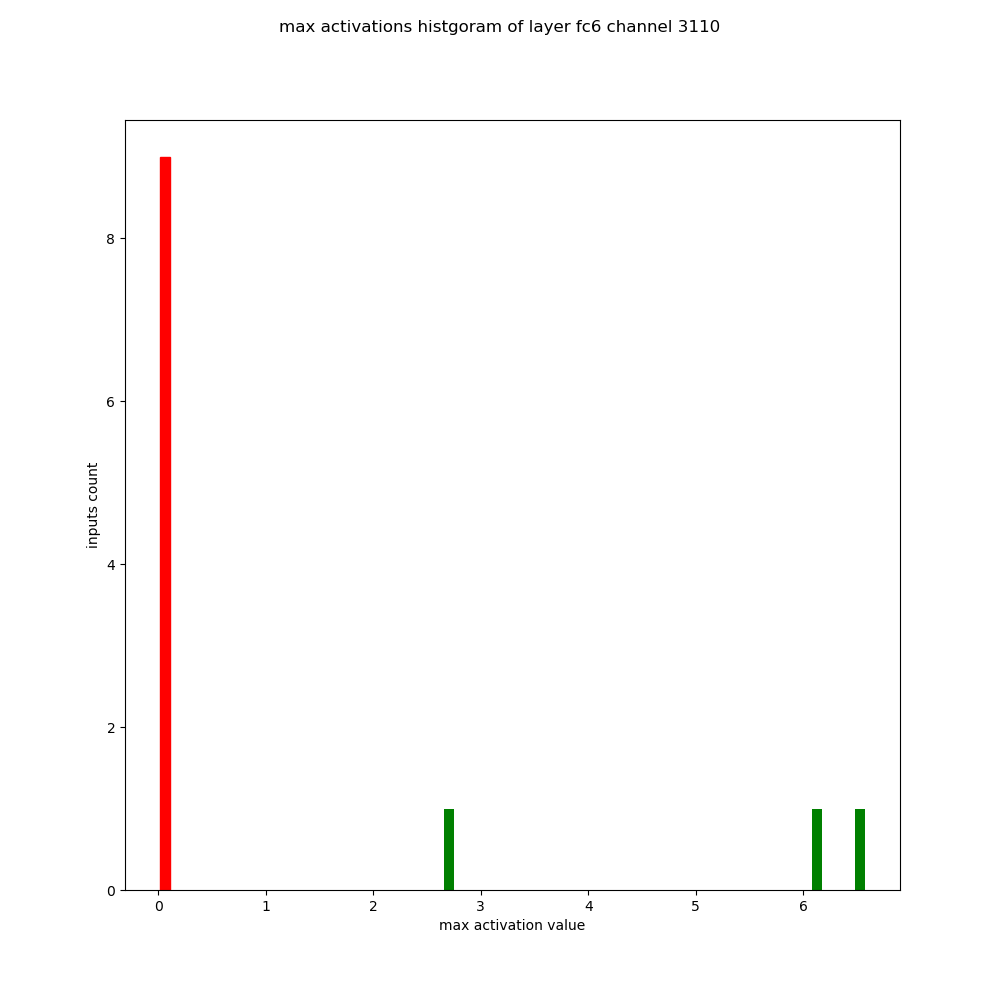 max activations histgoram of layer fc6 channel 3110
8
6
4
2
0
inputs count
0 1 2 3 4 5 6
max activation value